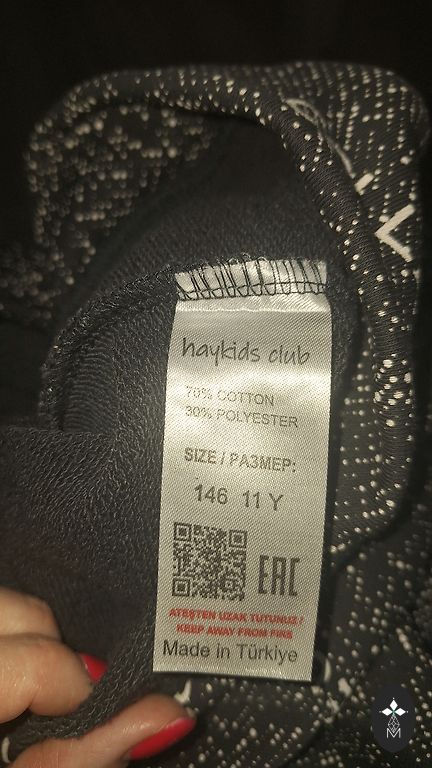 haykids club
70% COTTON
30% POLYESTER
SIZE / РАЗМЕР:
146 11 Y
EAC
ATEŞTEN UZAK TUTUNUZ /
KEEP AWAY FROM FIRE
Made in Türkiye
M